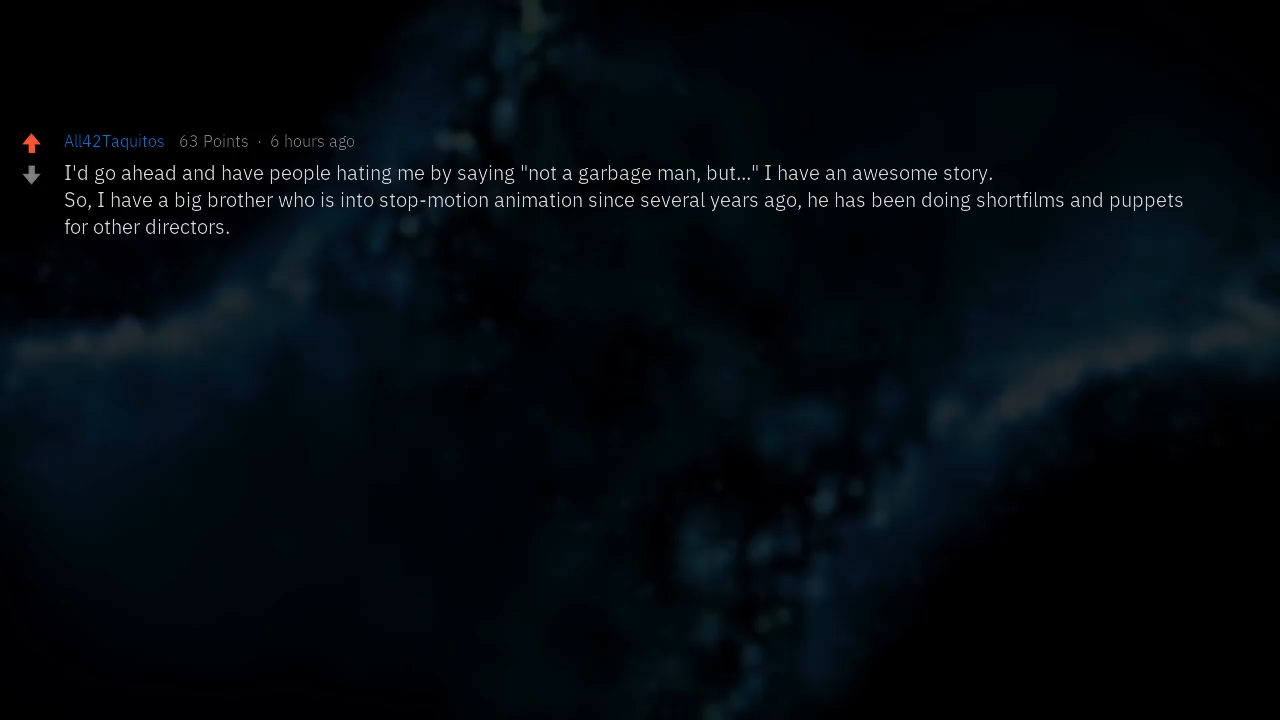 All42Taquitos 63 Points · 6 hours ago
I'd go ahead and have people hating me by saying "not a garbage man, but..." I have an awesome story.
So, I have a big brother who is into stop-motion animation since several years ago, he has been doing shortfilms and puppets
for other directors.